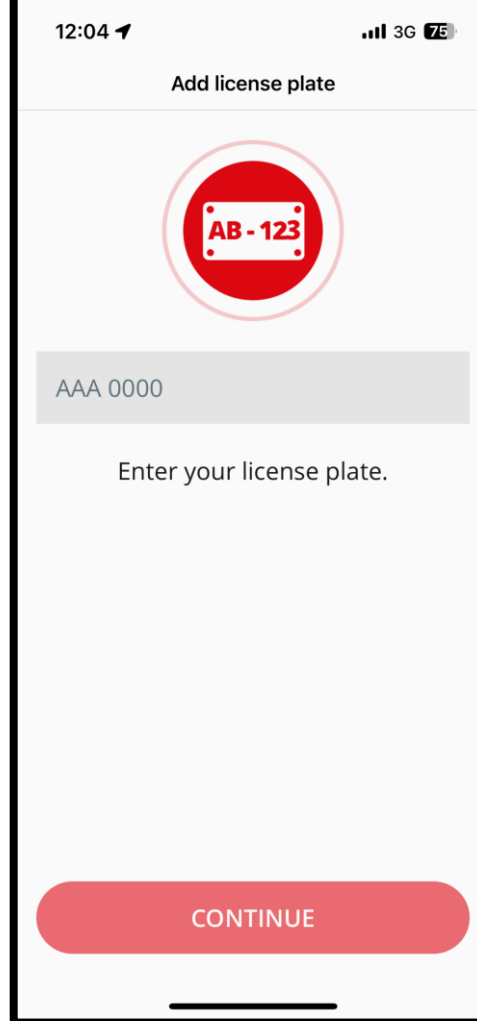 12:04
3G 75
Add license plate
AB - 123
AAA 0000
Enter your license plate.
CONTINUE